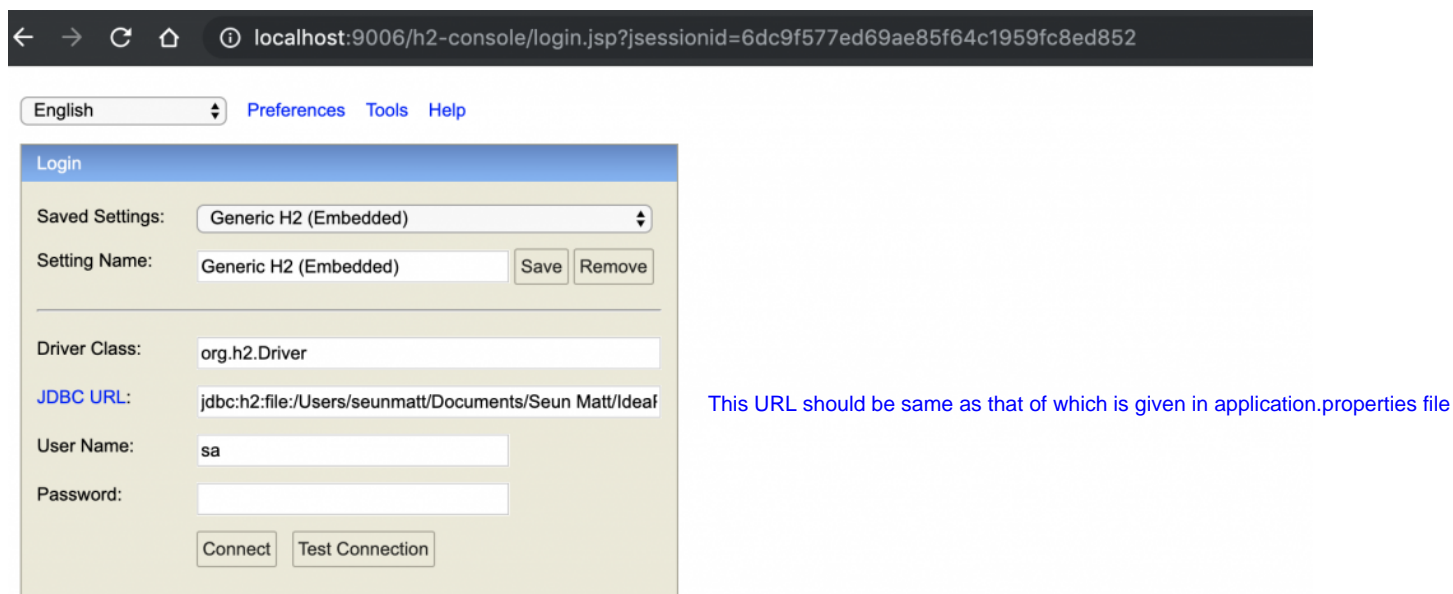 localhost:9006/h2-console/login.jsp?jsessionid=6dc9f577ed69ae85f64c1959fc8ed852
English Preferences Tools Help
Login
Saved Settings: Generic H2 (Embedded)
Setting Name: Generic H2 (Embedded) Save Remove
Driver Class: org.h2.Driver
JDBC URL: jdbc:h2:file:/Users/seunmatt/Documents/Seun Matt/Idea This URL should be same as that of which is given in application.properties file
User Name: sa
Password:
Connect Test Connection